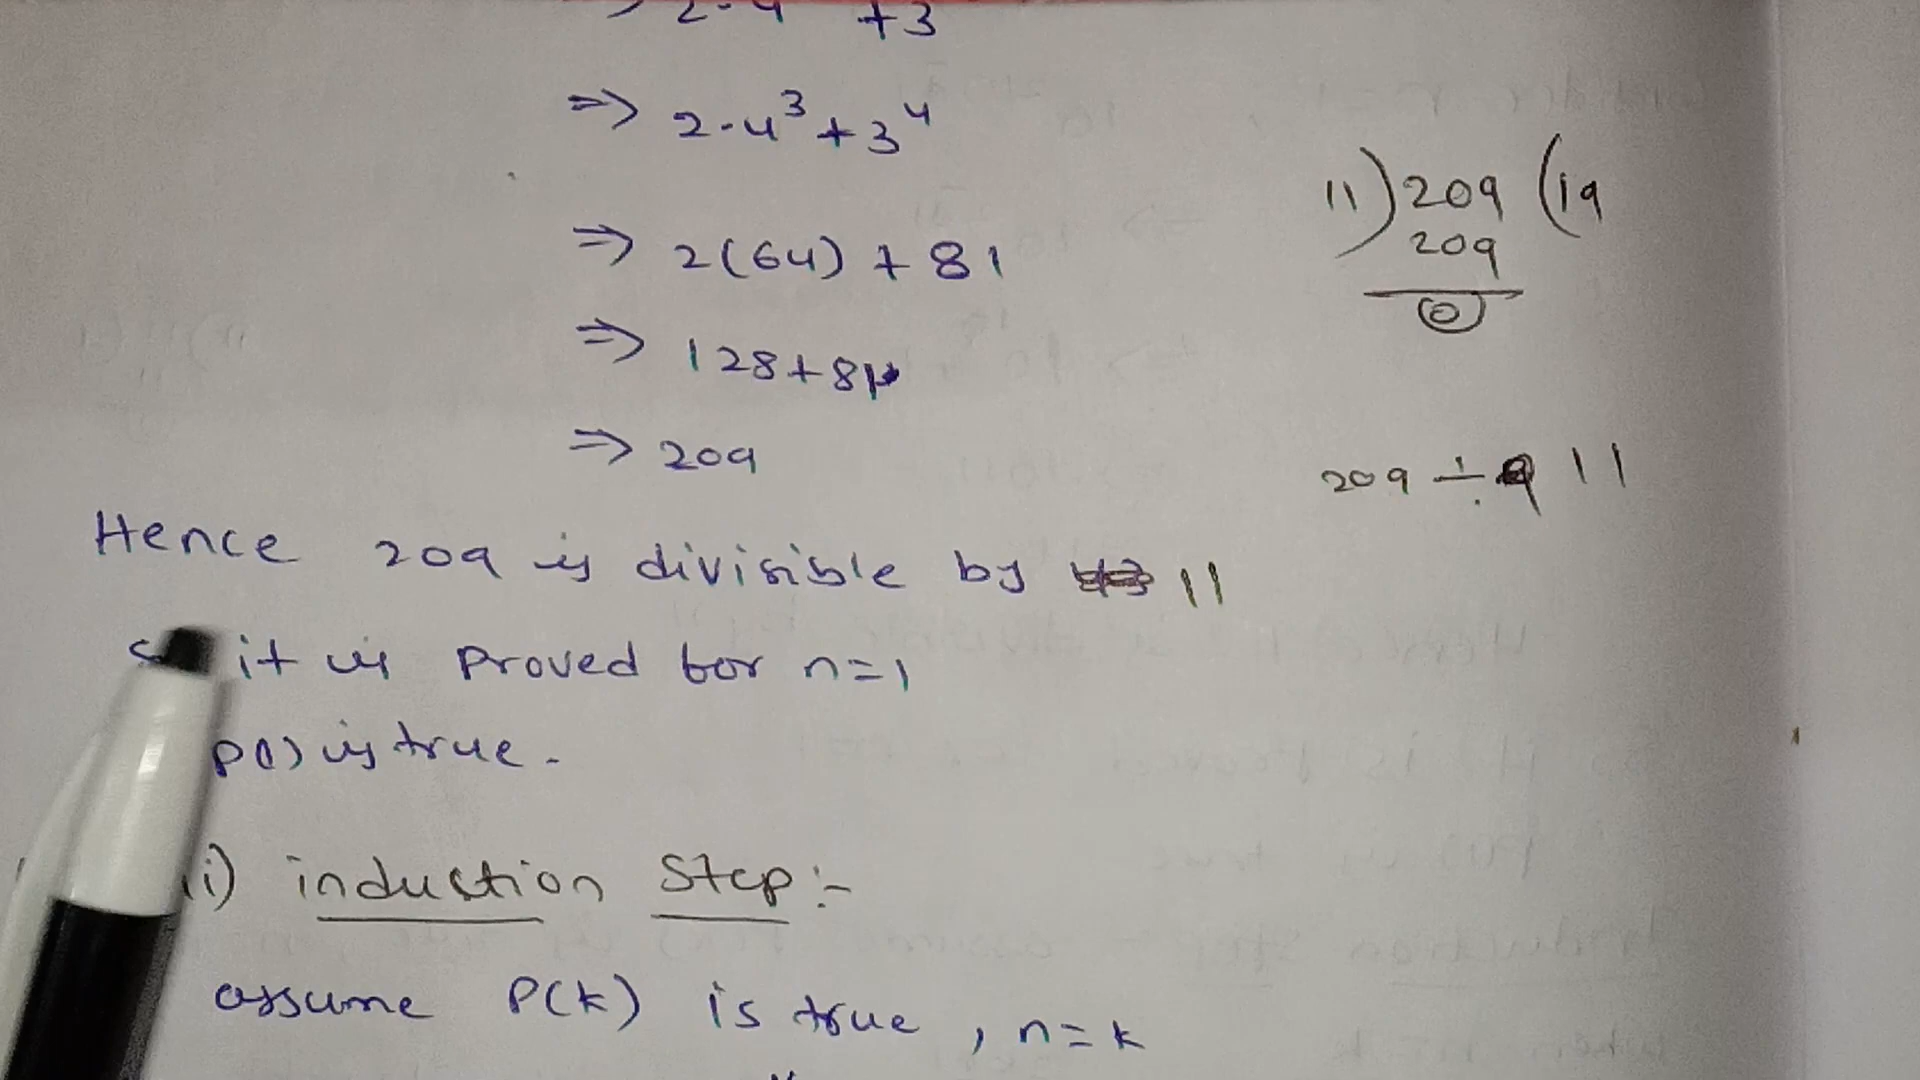 +3
⇒ 2·4³ + 3⁴
⇒ 2(64) + 81
⇒ 128+81
⇒ 209
11)209(19
209
0
209 ÷ 11
Hence 209 is divisible by 11
it is proved for n=1
P(1) is true.
i) induction Step:-
assume P(k) is true, n=k